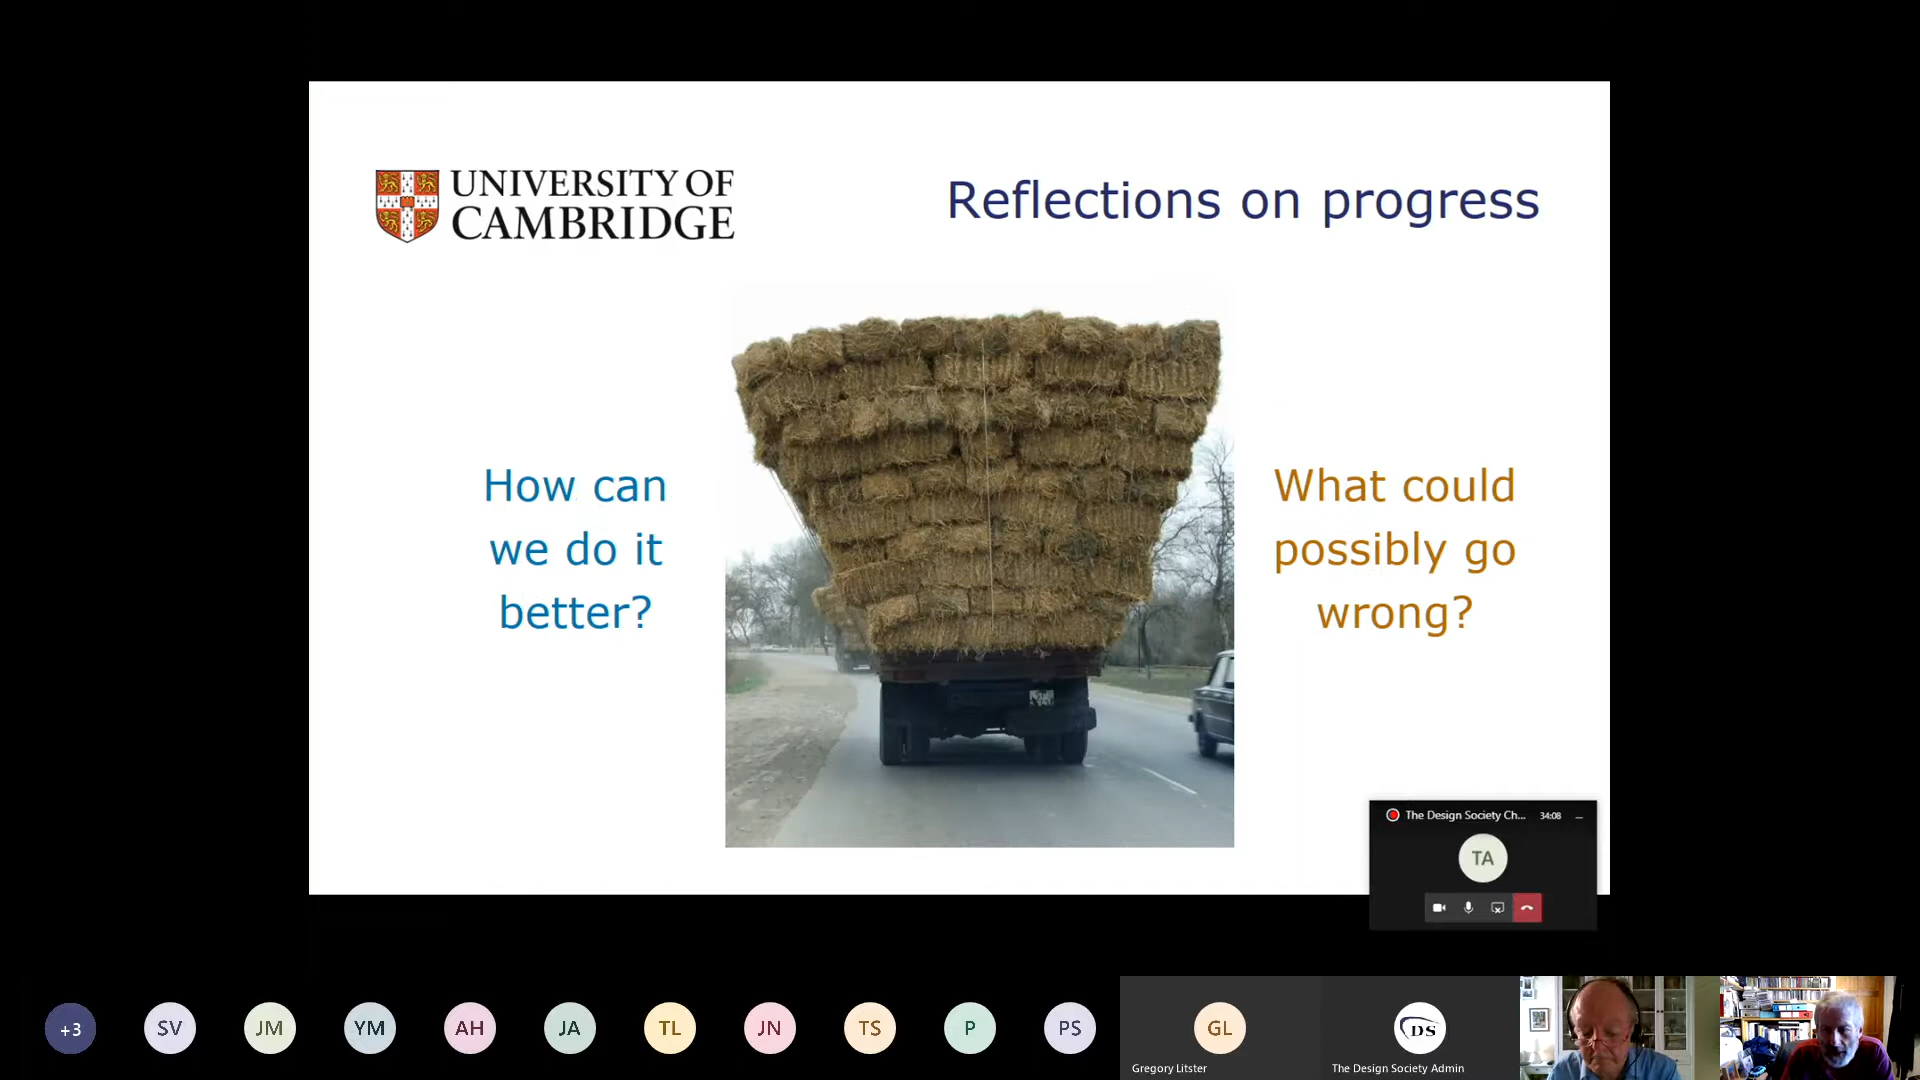 UNIVERSITY OF
CAMBRIDGE
Reflections on progress
How can
we do it
better?
What could
possibly go
wrong?
The Design Society Ch...
34:08
TA
+3
SV
JM
YM
AH
JA
TL
JN
TS
P
PS
GL
Gregory Litster
DS
The Design Society Admin